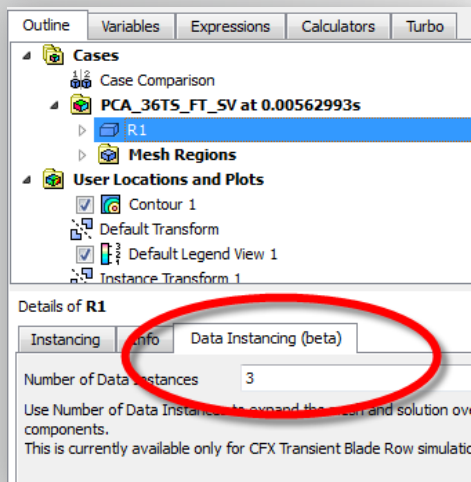 Outline Variables Expressions Calculators Turbo
Cases
Case Comparison
PCA_36TS_FT_SV at 0.00562993s
R1
Mesh Regions
User Locations and Plots
Contour 1
Default Transform
Default Legend View 1
Instance Transform 1
Details of R1
Instancing Info Data Instancing (beta)
Number of Data Instances 3
Use Number of Data Instances to expand the mesh and solution ove
components.
This is currently available only for CFX Transient Blade Row simulatio